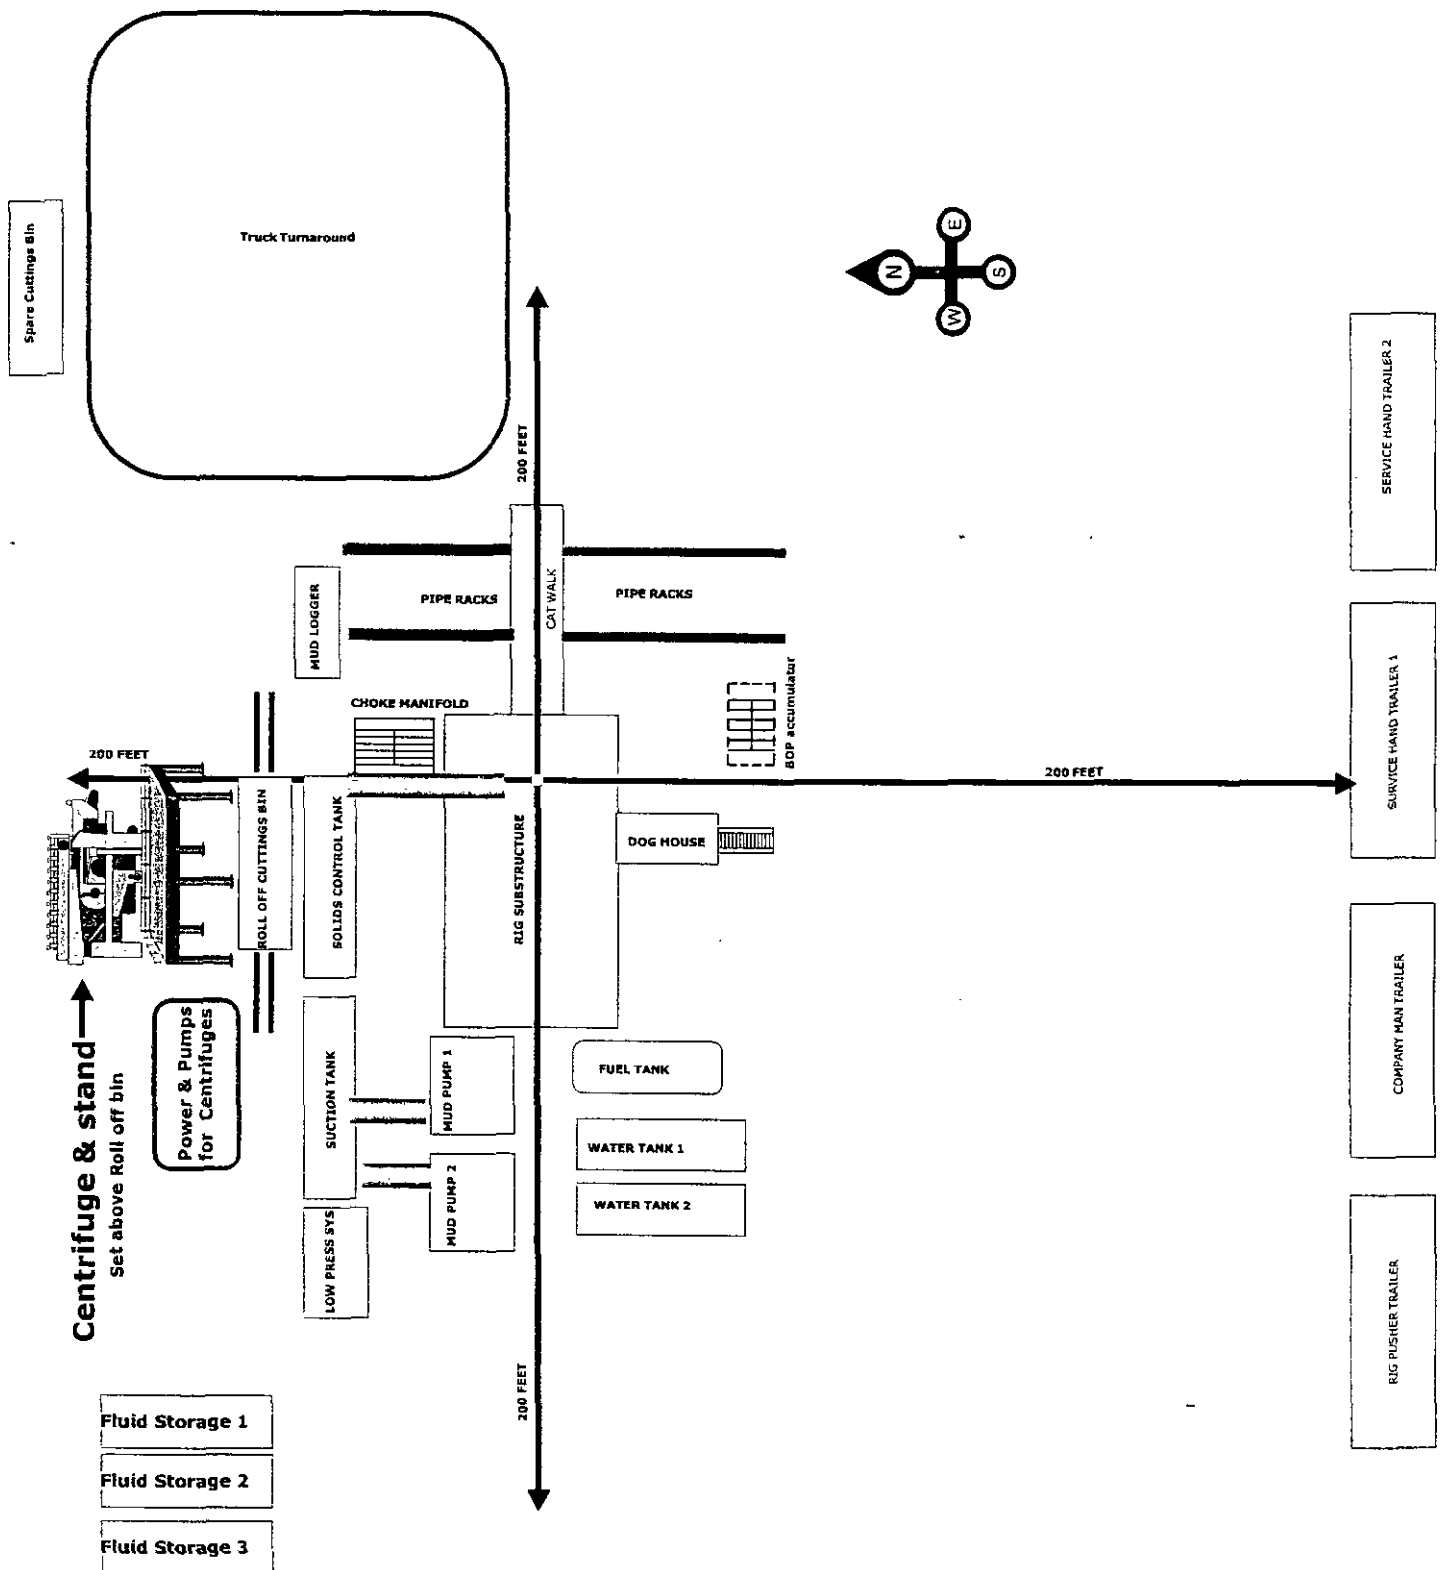 Truck Turnaround
Spare Cuttings Bin
N
E
S
W
200 FEET
SERVICE HAND TRAILER 2
MUD LOGGER
PIPE RACKS
CAT WALK
PIPE RACKS
CHOKE MANIFOLD
BOP accumulator
SURVICE HAND TRAILER 1
200 FEET
200 FEET
ROLL OFF CUTTINGS BIN
SOLIDS CONTROL TANK
RIG SUBSTRUCTURE
DOG HOUSE
Centrifuge & stand
Set above Roll off bin
Power & Pumps
for Centrifuges
SUCTION TANK
MUD PUMP 1
FUEL TANK
COMPANY MAN TRAILER
WATER TANK 1
MUD PUMP 2
WATER TANK 2
LOW PRESS SYS
RIG PUSHER TRAILER
200 FEET
Fluid Storage 1
Fluid Storage 2
Fluid Storage 3